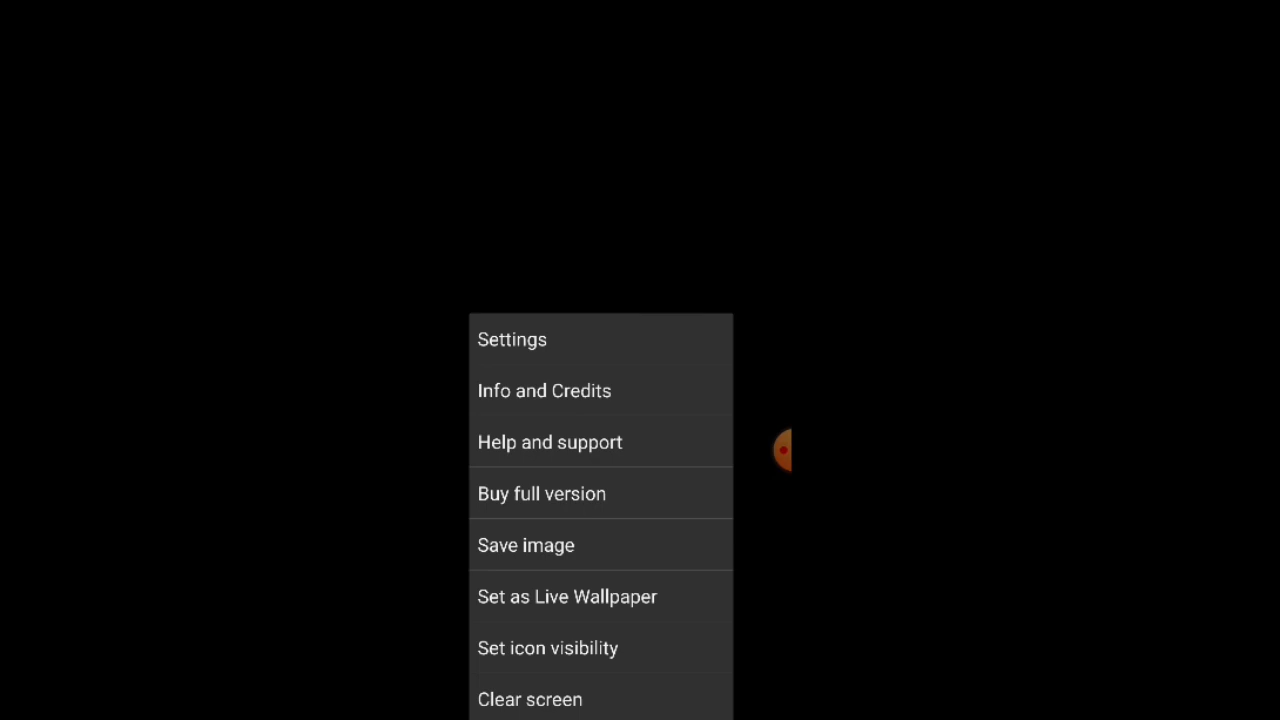 Settings
Info and Credits
Help and support
Buy full version
Save image
Set as Live Wallpaper
Set icon visibility
Clear screen